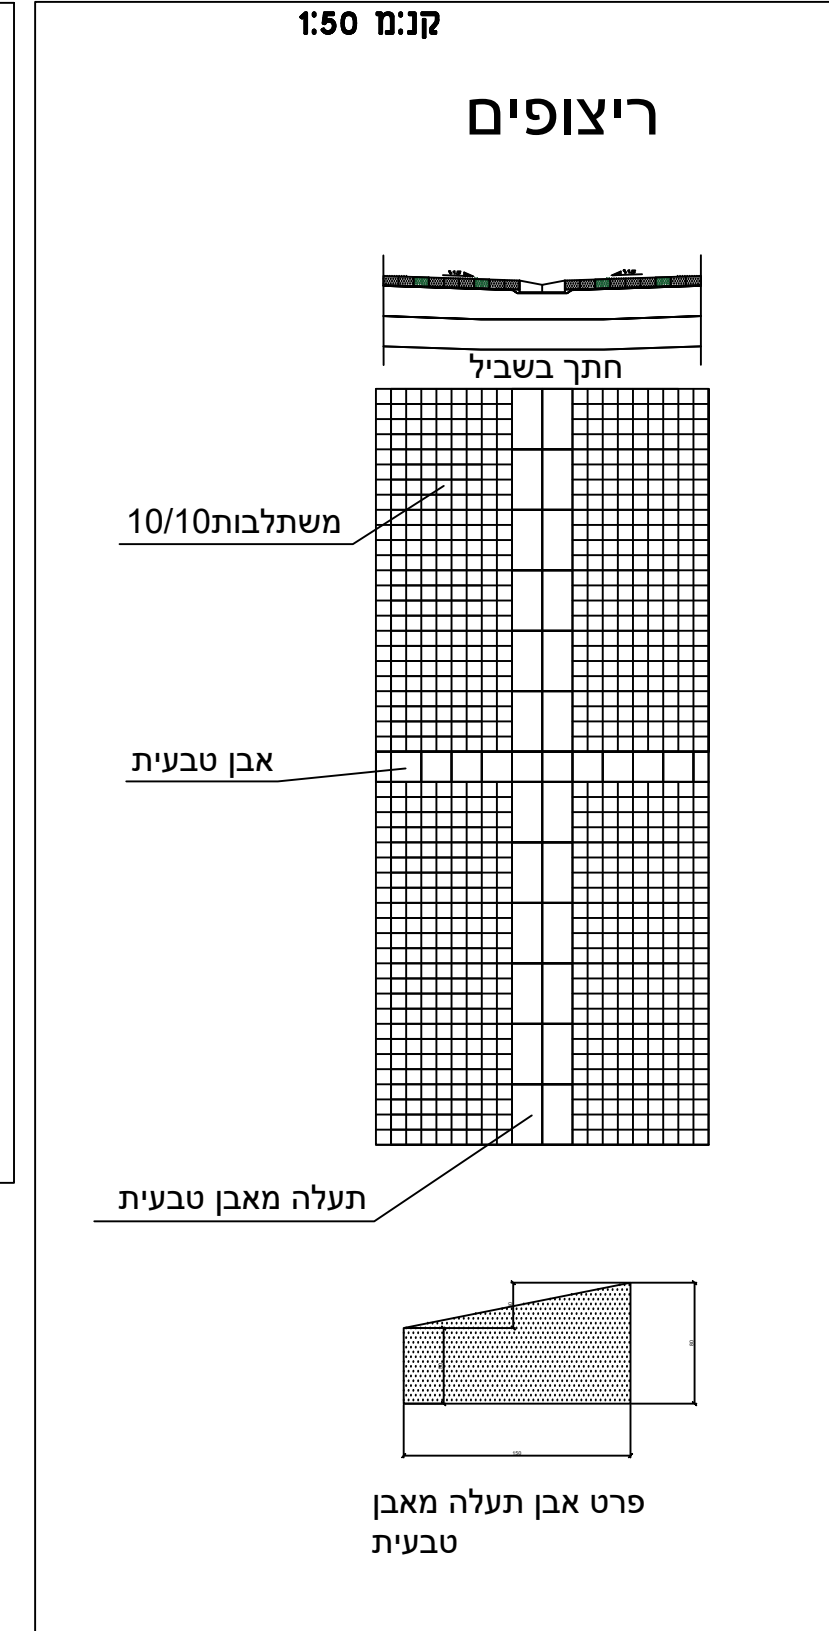 קנ:מ 1:50
ריצופים
חתך בשביל
משתלבות10/10
אבן טבעית
תעלה מאבן טבעית
80
150
פרט אבן תעלה מאבן
טבעית